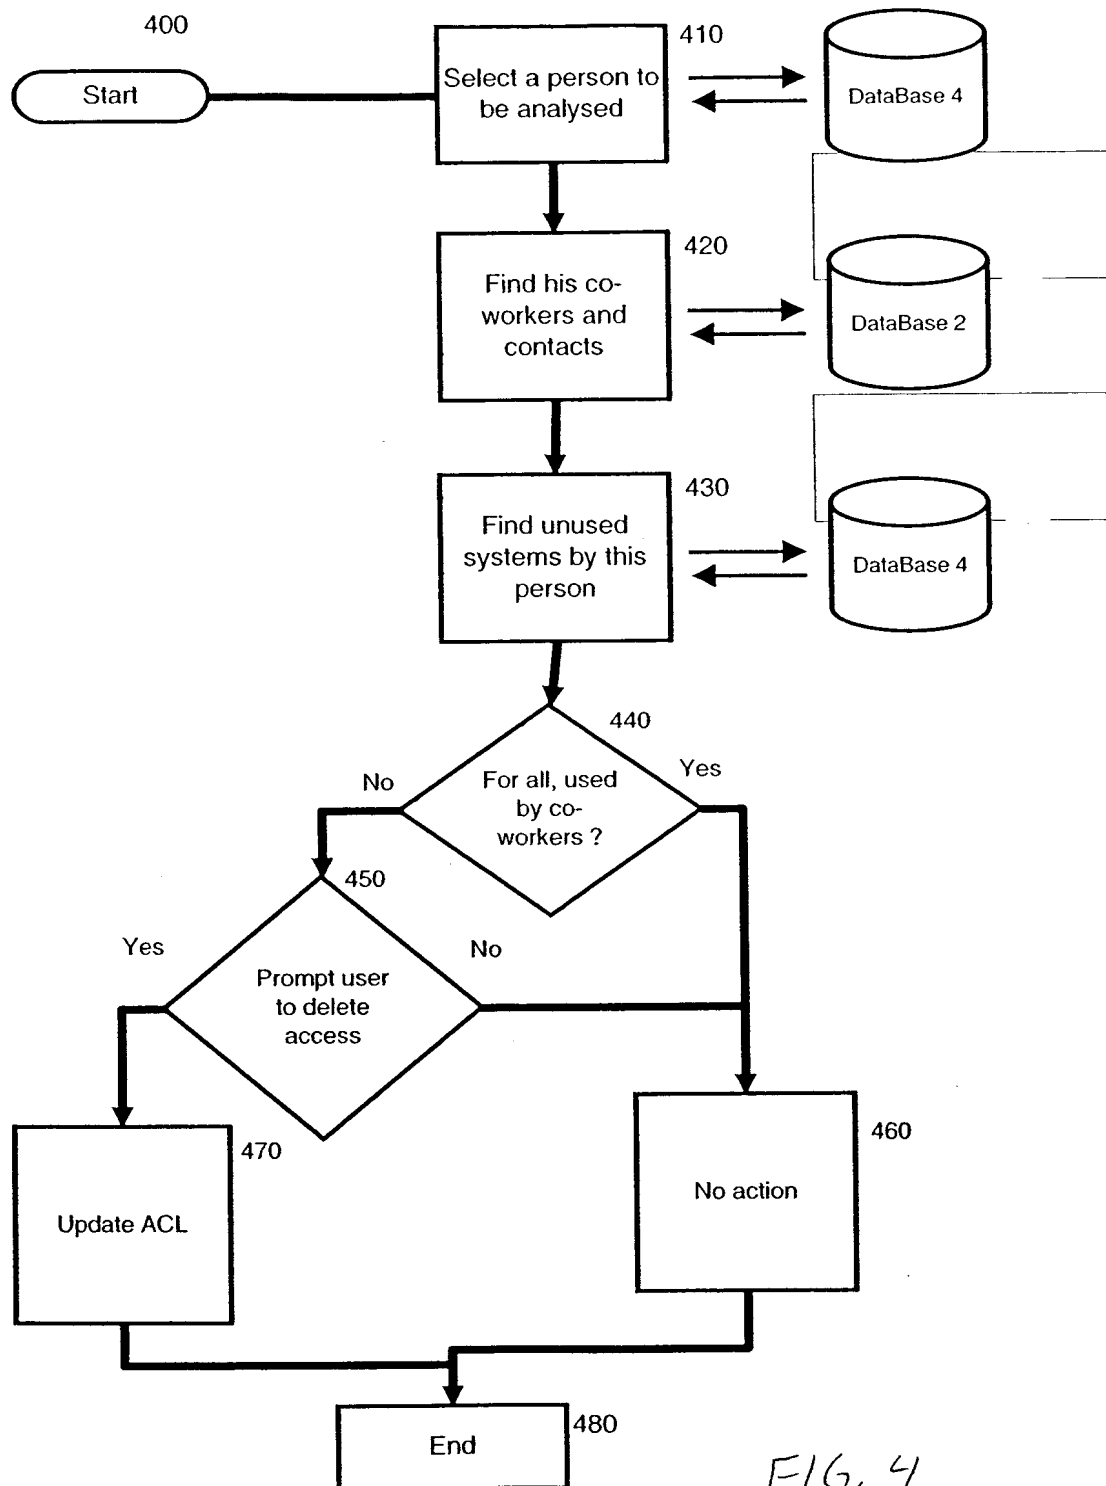 400
Start
410
Select a person to
be analysed
DataBase 4
420
Find his co-
workers and
contacts
DataBase 2
430
Find unused
systems by this
person
DataBase 4
440
For all, used
by co-
workers ?
No
Yes
450
Prompt user
to delete
access
Yes
No
470
Update ACL
460
No action
480
End
FIG. 4